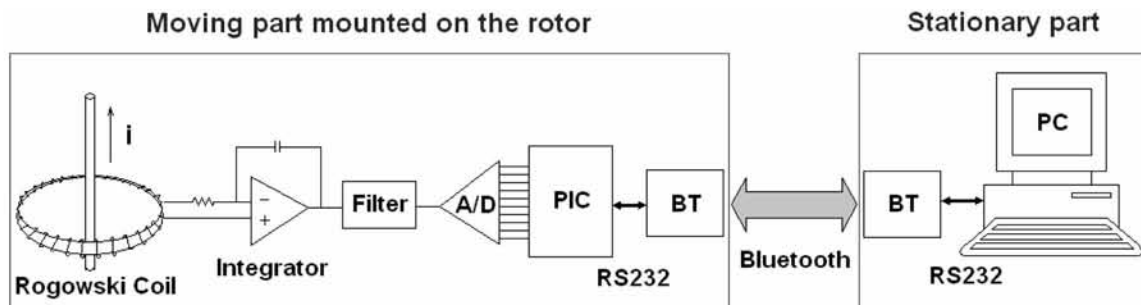 Moving part mounted on the rotor
Stationary part
i
−
+
Integrator
Rogowski Coil
Filter
A/D
PIC
BT
RS232
Bluetooth
BT
RS232
PC